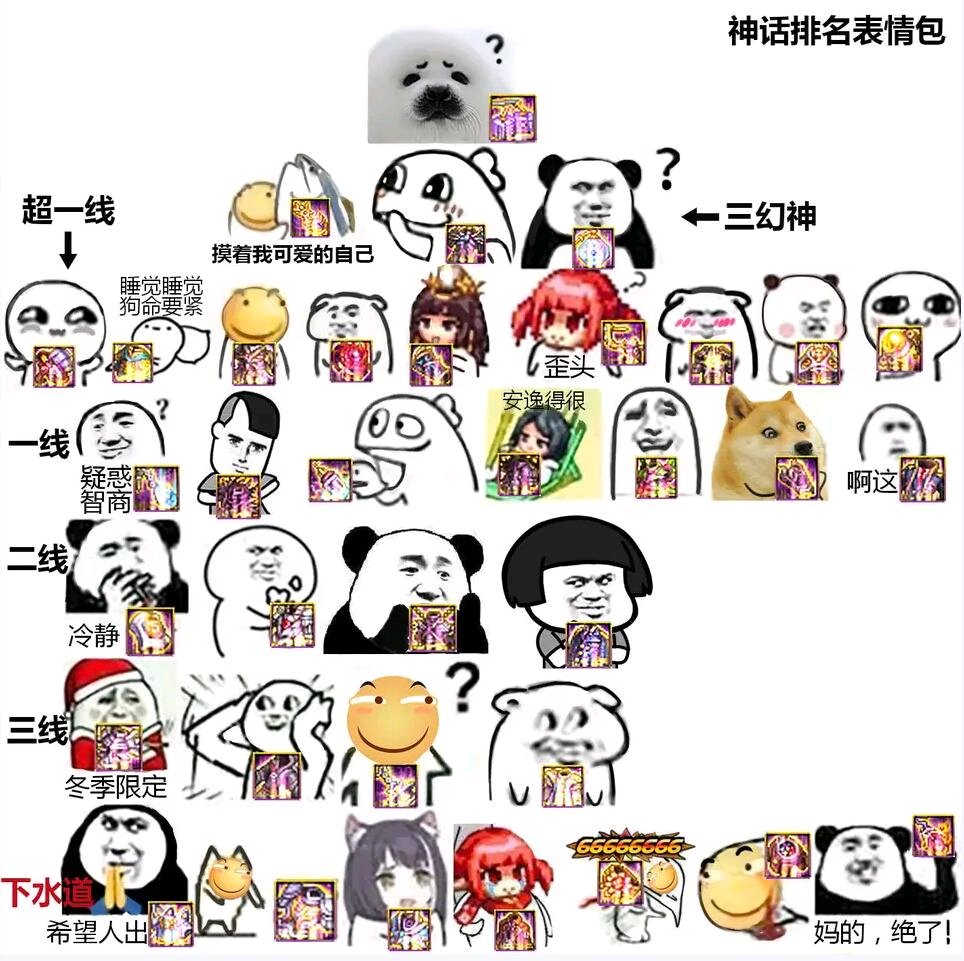 神话排名表情包
?
?
超一线
三幻神
摸着我可爱的自己
睡觉睡觉
狗命要紧
?
歪头
一线
?
安逸得很
疑惑
智商
啊这
二线
冷静
三线
?
冬季限定
66666666
下水道
希望人出
妈的，绝了!